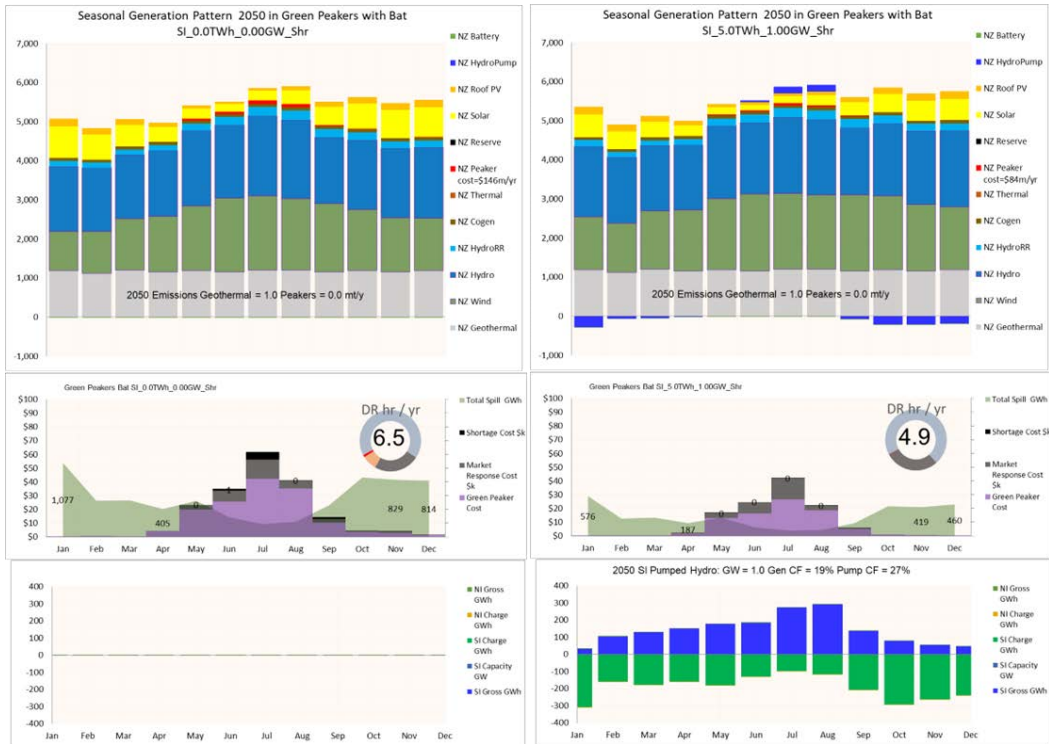 Seasonal Generation Pattern 2050 in Green Peakers with Bat
SI_0.0TWh_0.00GW_Shr
7,000
6,000
5,000
4,000
3,000
2,000
1,000
0
-1,000
2050 Emissions Geothermal = 1.0 Peakers = 0.0 mt/y
NZ Battery
NZ HydroPump
NZ Roof PV
NZ Solar
NZ Reserve
NZ Peaker
cost=$146m/yr
NZ Thermal
NZ Cogen
NZ HydroRR
NZ Hydro
NZ Wind
NZ Geothermal
Seasonal Generation Pattern 2050 in Green Peakers with Bat
SI_5.0TWh_1.00GW_Shr
7,000
6,000
5,000
4,000
3,000
2,000
1,000
0
-1,000
2050 Emissions Geothermal = 1.0 Peakers = 0.0 mt/y
NZ Battery
NZ HydroPump
NZ Roof PV
NZ Solar
NZ Reserve
NZ Peaker
cost=$84m/yr
NZ Thermal
NZ Cogen
NZ HydroRR
NZ Hydro
NZ Wind
NZ Geothermal
Green Peakers Bat SI_0.0TWh_0.00GW_Shr
$100
$90
$80
$70
$60
$50
$40
$30
$20
$10
$0
DR hr / yr
6.5
1,077
405
0
1
0
829
814
Jan Feb Mar Apr May Jun Jul Aug Sep Oct Nov Dec
Total Spill GWh
Shortage Cost $k
Market
Response Cost
$k
Green Peaker
Cost
Green Peakers Bat SI_5.0TWh_1.00GW_Shr
$100
$90
$80
$70
$60
$50
$40
$30
$20
$10
$0
DR hr / yr
4.9
576
187
0
0
0
0
419
460
Jan Feb Mar Apr May Jun Jul Aug Sep Oct Nov Dec
Total Spill GWh
Shortage Cost $k
Market
Response Cost
$k
Green Peaker
Cost
400
300
200
100
0
-100
-200
-300
-400
Jan Feb Mar Apr May Jun Jul Aug Sep Oct Nov Dec
NI Gross
GWh
NI Charge
GWh
SI Charge
GWh
SI Capacity
GW
SI Gross GWh
2050 SI Pumped Hydro: GW = 1.0 Gen CF = 19% Pump CF = 27%
400
300
200
100
0
-100
-200
-300
-400
Jan Feb Mar Apr May Jun Jul Aug Sep Oct Nov Dec
NI Gross
GWh
NI Charge
GWh
SI Charge
GWh
SI Capacity
GW
SI Gross GWh